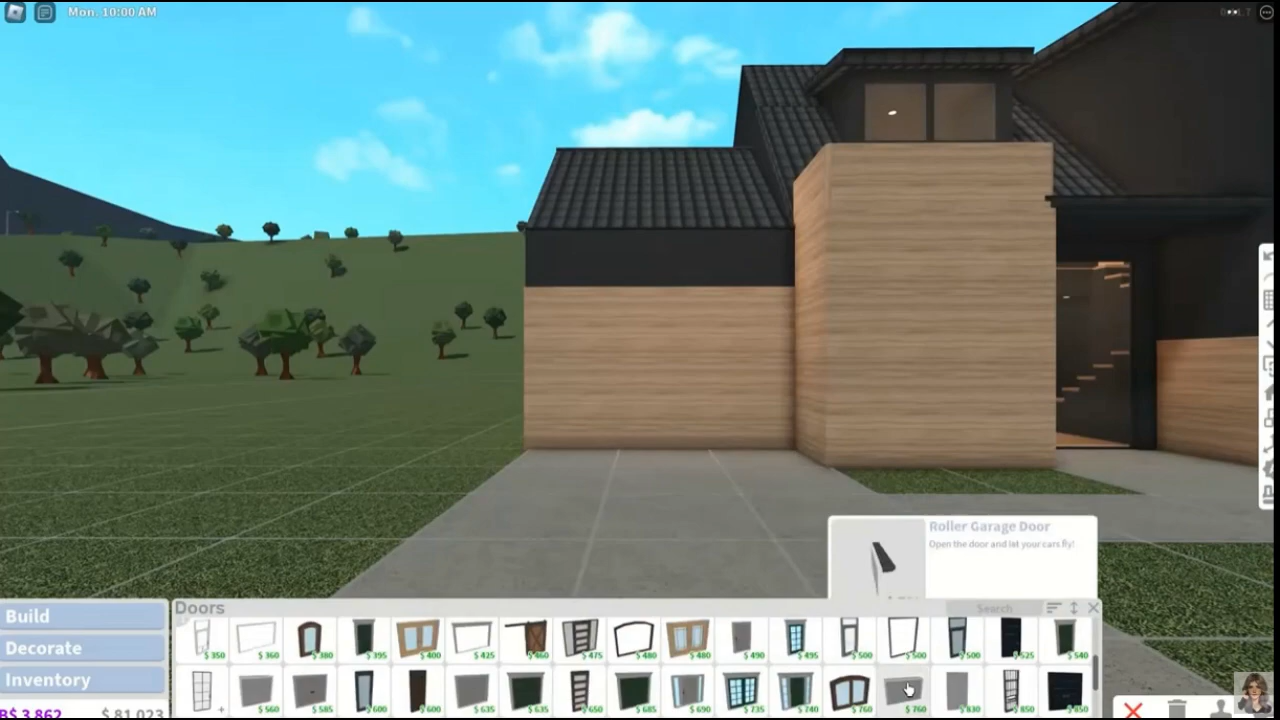 Mon. 10:00 AM
Roller Garage Door
Open the door and let your cars fly!
Build
Decorate
Inventory
Doors
Search
$350 $360 $380 $395 $400 $425 $460 $475 $480 $480 $490 $495 $500 $500 $500 $525 $540
+ $560 $585 $600 $600 $635 $635 $650 $685 $690 $735 $740 $760 $760 $830 $850 $850
B$ 3,862 $ 81,023